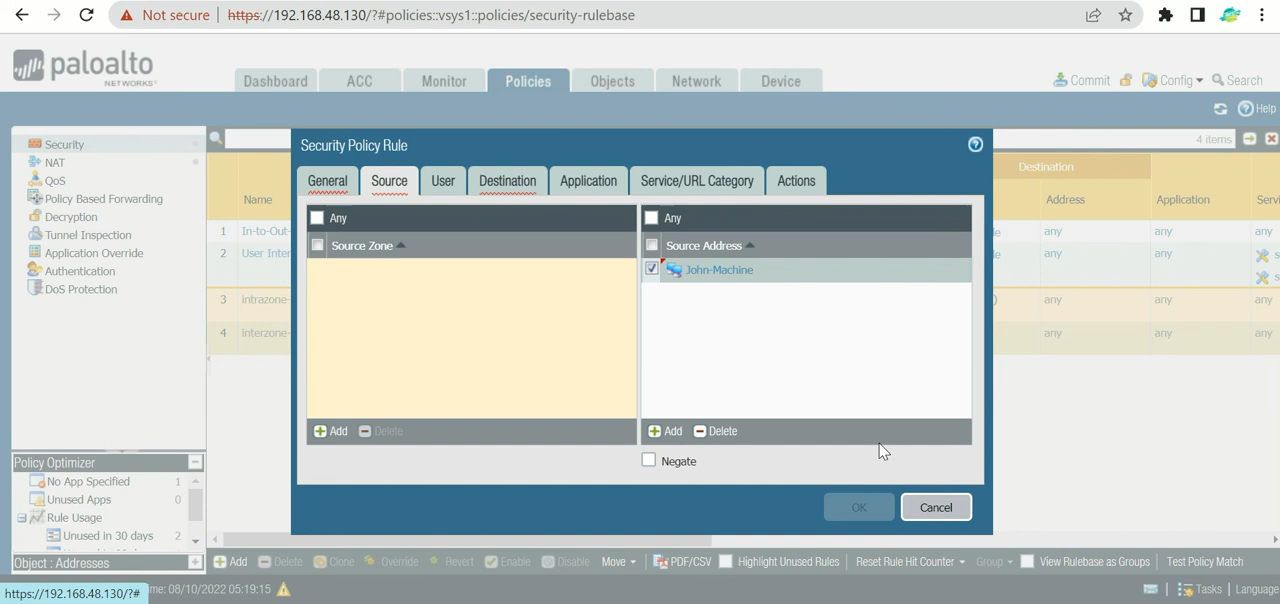 Not secure | https://192.168.48.130/?#policies::vsys1::policies/security-rulebase
paloalto
NETWORKS
Dashboard ACC Monitor Policies Objects Network Device
Commit Config Search
Help
Security
NAT
QoS
Policy Based Forwarding
Decryption
Tunnel Inspection
Application Override
Authentication
DoS Protection
4 items
Destination
Name Address Application
1 In-to-Out- any any any
2 User Inter any any
3 intrazone- any any any
4 interzone- any any any
Security Policy Rule
General Source User Destination Application Service/URL Category Actions
Any
Source Zone
Add Delete
Any
Source Address
John-Machine
Add Delete
Negate
OK Cancel
Policy Optimizer
No App Specified 1
Unused Apps 0
Rule Usage
Unused in 30 days 2
Object : Addresses
Add Delete Clone Override Revert Enable Disable Move PDF/CSV Highlight Unused Rules Reset Rule Hit Counter Group View Rulebase as Groups Test Policy Match
https://192.168.48.130/?# me: 08/10/2022 05:19:15
Tasks | Language